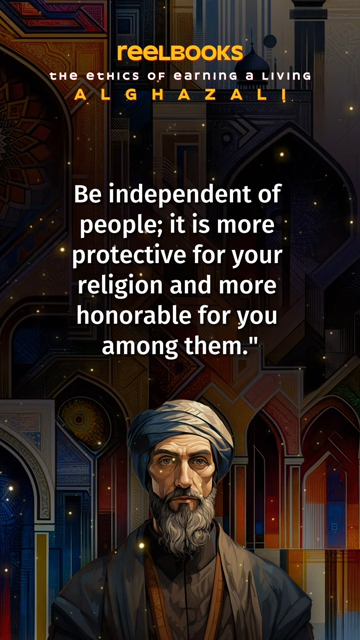 reelbooks
the ethics of earning a living
ALGHAZALI
Be independent of
people; it is more
protective for your
religion and more
honorable for you
among them."